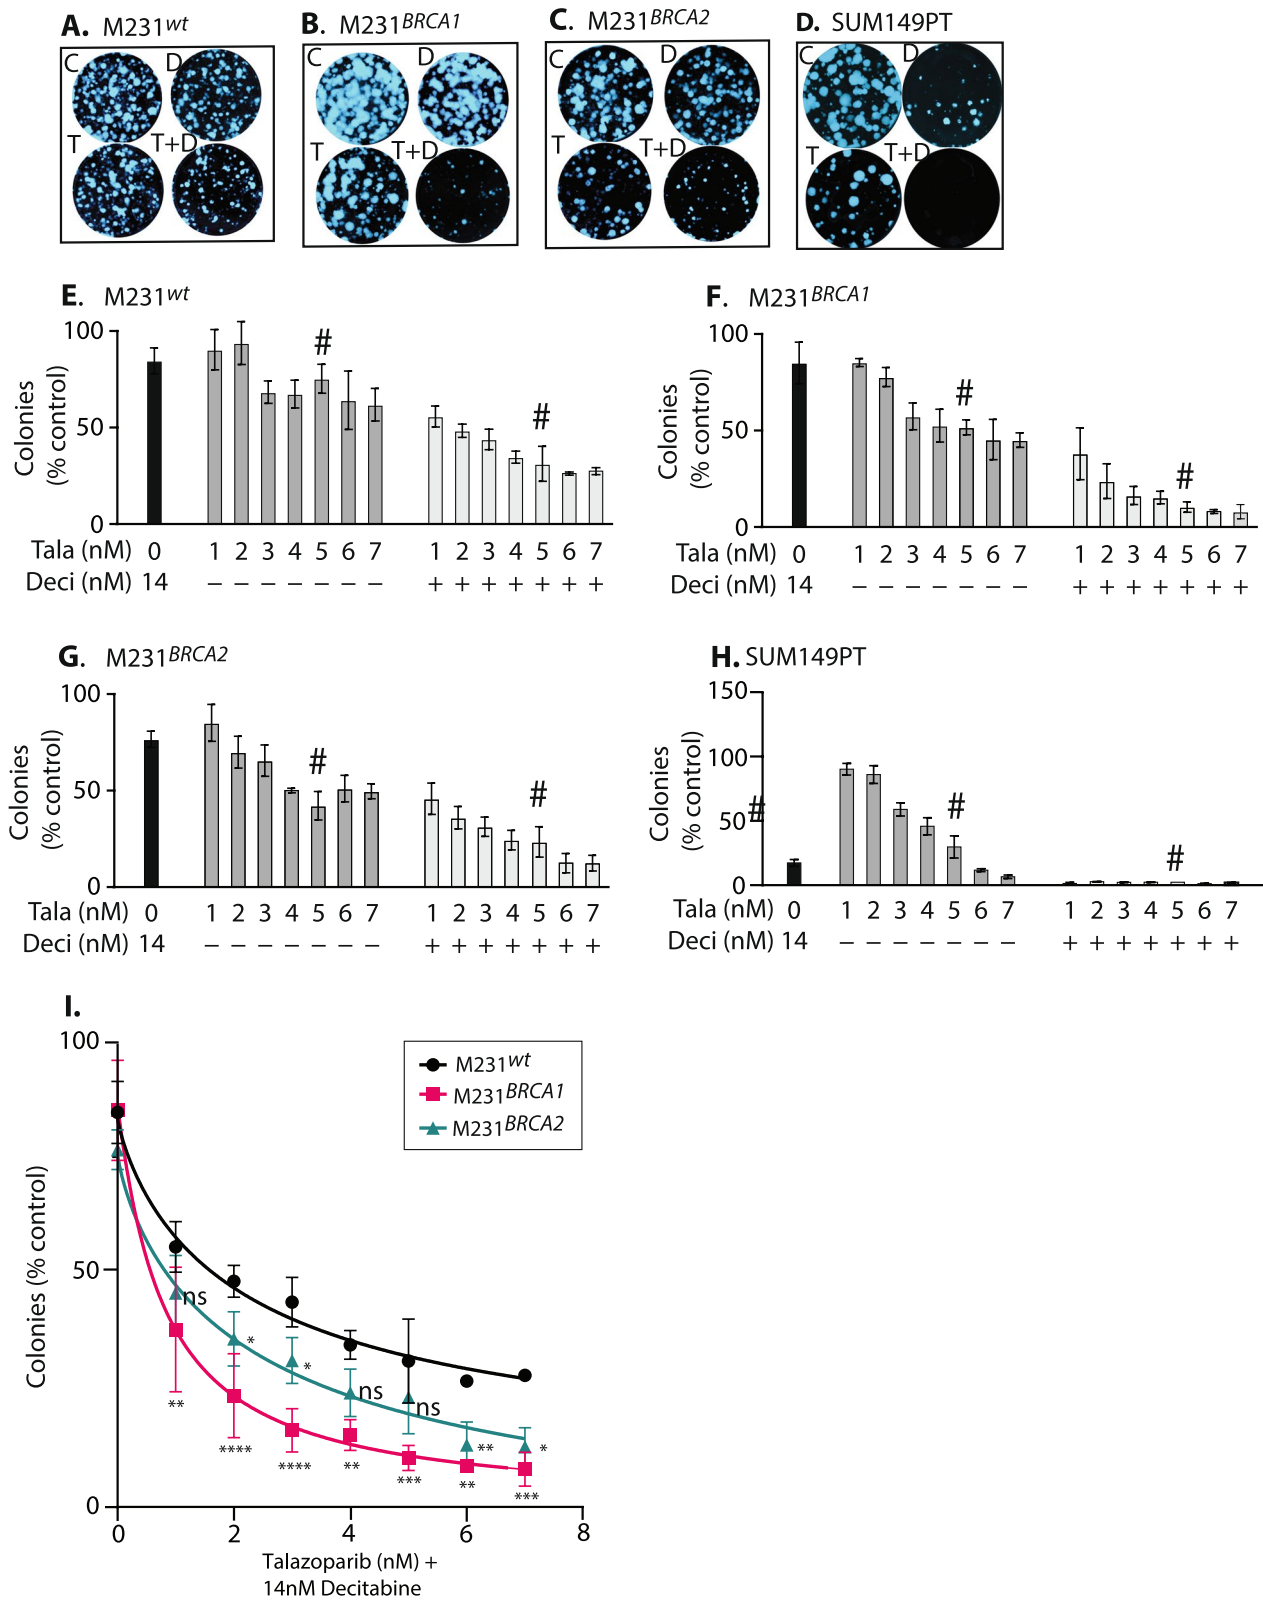 A. M231wt
B. M231BRCA1
C. M231BRCA2
D. SUM149PT
C D
T T+D
C D
T T+D
C D
T T+D
C D
T T+D
E. M231wt
100
50
0
Colonies
(% control)
#
#
Tala (nM) 0 1 2 3 4 5 6 7 1 2 3 4 5 6 7
Deci (nM) 14 − − − − − − − + + + + + + +
F. M231BRCA1
100
50
0
Colonies
(% control)
#
#
Tala (nM) 0 1 2 3 4 5 6 7 1 2 3 4 5 6 7
Deci (nM) 14 − − − − − − − + + + + + + +
G. M231BRCA2
100
50
0
Colonies
(% control)
#
#
Tala (nM) 0 1 2 3 4 5 6 7 1 2 3 4 5 6 7
Deci (nM) 14 − − − − − − − + + + + + + +
H. SUM149PT
150
100
50
0
Colonies
(% control)
#
#
#
Tala (nM) 0 1 2 3 4 5 6 7 1 2 3 4 5 6 7
Deci (nM) 14 − − − − − − − + + + + + + +
I.
100
50
0
Colonies (% control)
M231wt
M231BRCA1
M231BRCA2
ns
*
*
ns
ns
**
*
**
****
****
**
***
**
***
0 2 4 6 8
Talazoparib (nM) +
14nM Decitabine